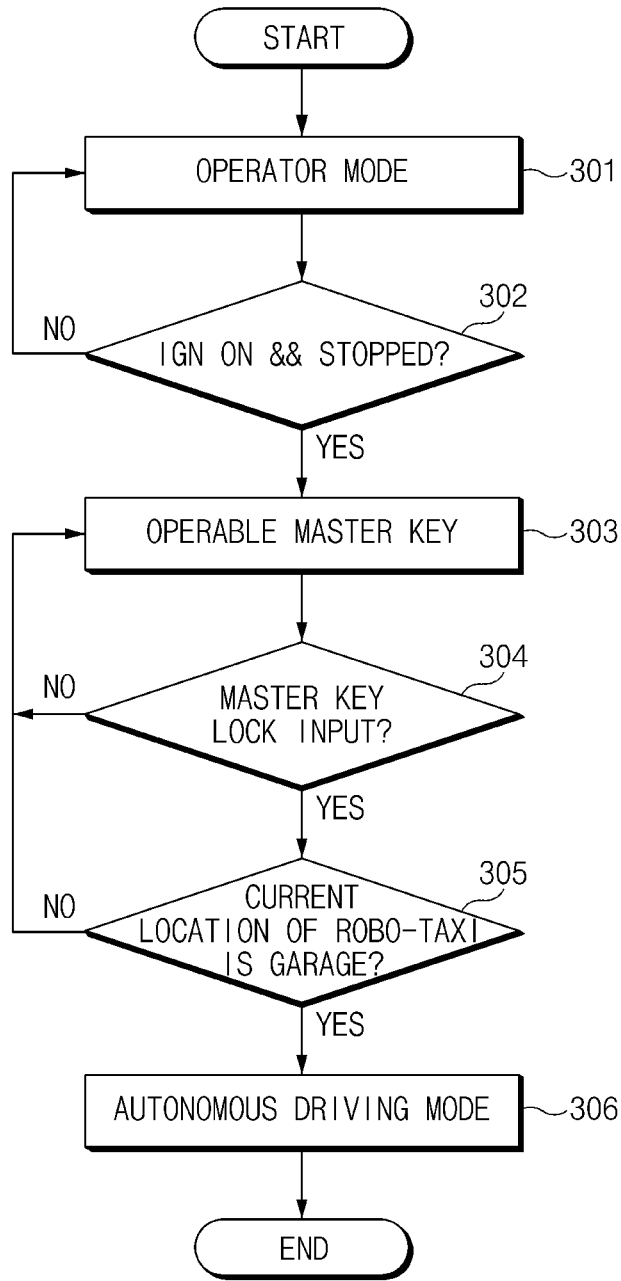 START
OPERATOR MODE
301
302
NO
IGN ON && STOPPED?
YES
OPERABLE MASTER KEY
303
304
NO
MASTER KEY
LOCK INPUT?
YES
305
NO
CURRENT
LOCATION OF ROBO-TAXI
IS GARAGE?
YES
AUTONOMOUS DRIVING MODE
306
END